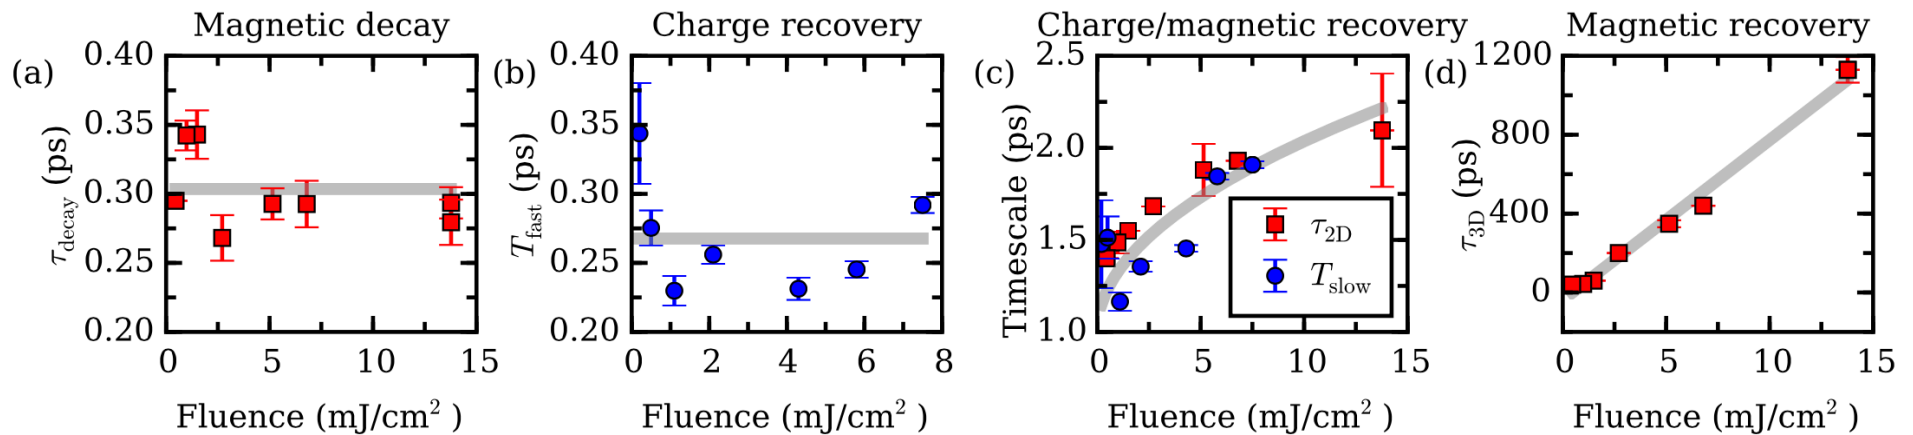 Magnetic decay
(a)
0.40
0.35
0.30
0.25
0.20
τdecay (ps)
0 5 10 15
Fluence (mJ/cm² )
Charge recovery
(b)
0.40
0.35
0.30
0.25
0.20
Tfast (ps)
0 2 4 6 8
Fluence (mJ/cm² )
Charge/magnetic recovery
(c)
2.5
2.0
1.5
1.0
Timescale (ps)
τ2D
Tslow
0 5 10 15
Fluence (mJ/cm² )
Magnetic recovery
(d)
1200
800
400
0
τ3D (ps)
0 5 10 15
Fluence (mJ/cm² )